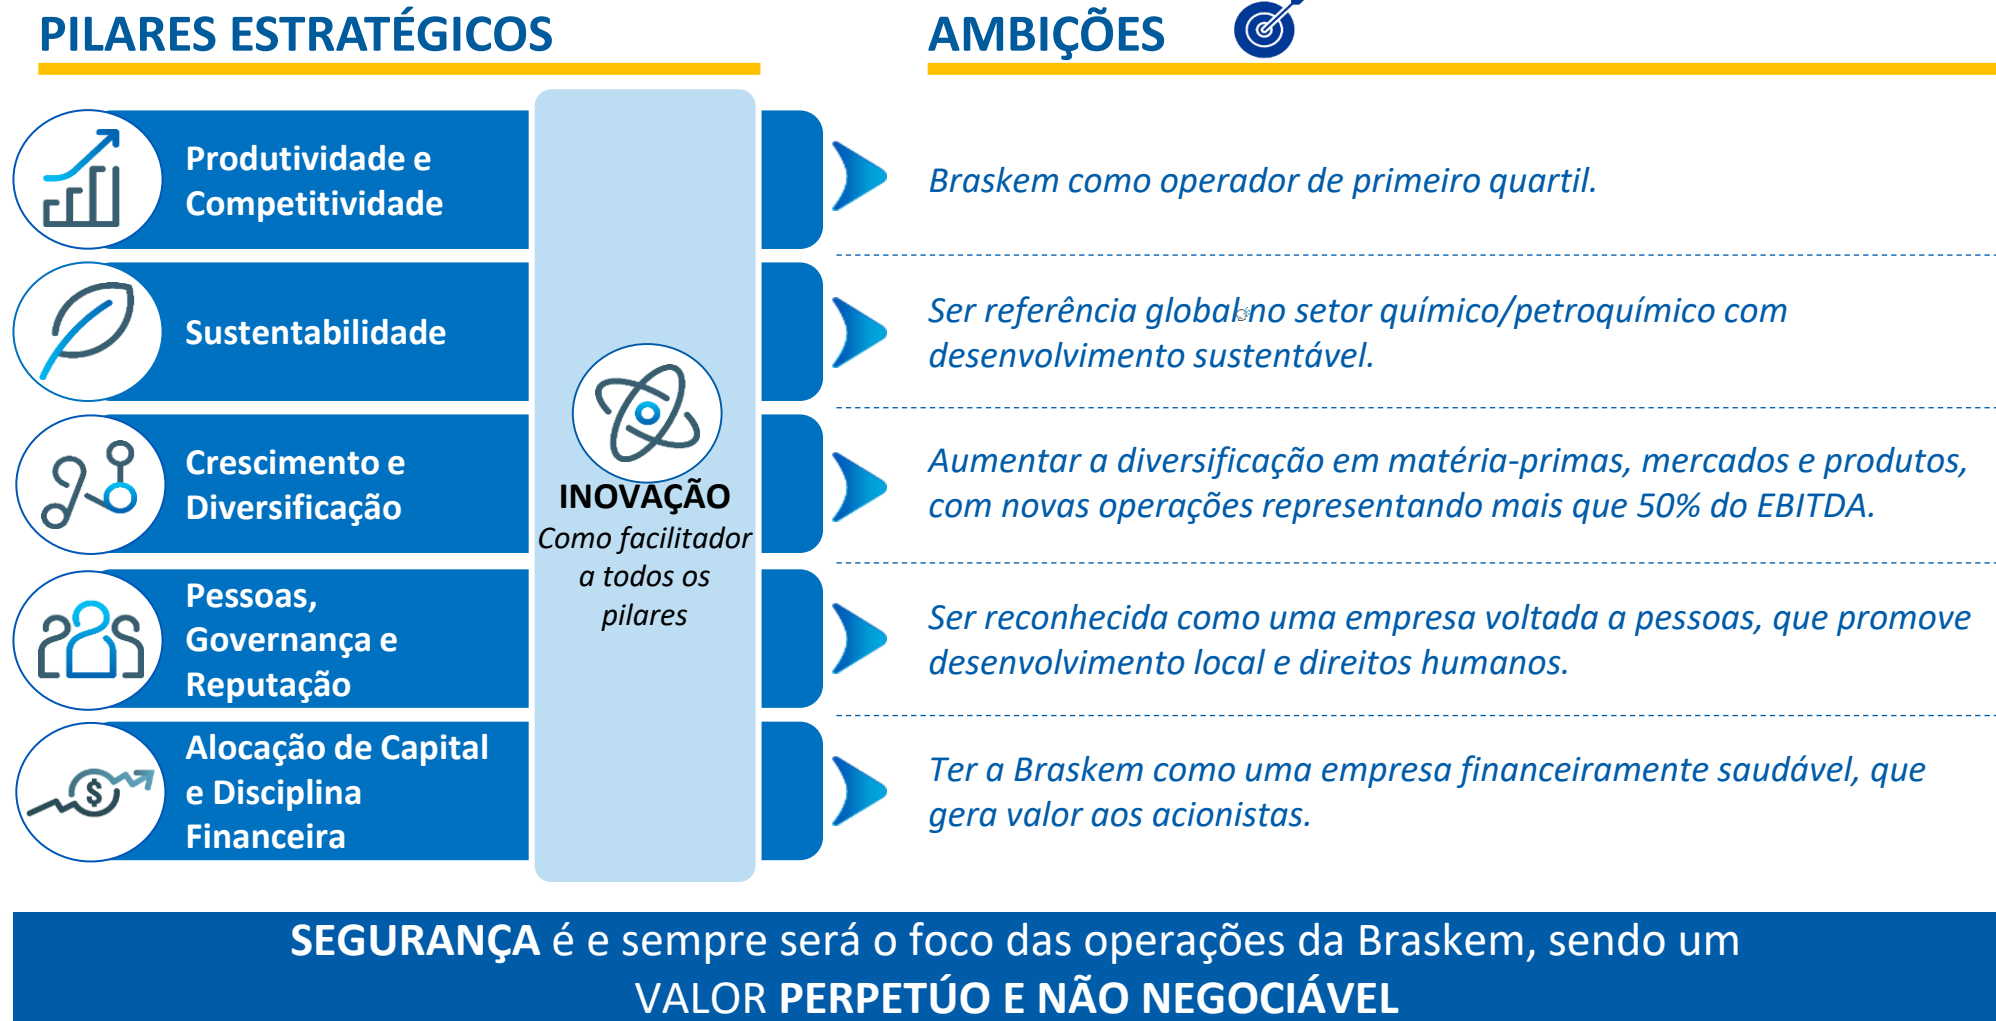 PILARES ESTRATÉGICOS
AMBIÇÕES
Produtividade e
Competitividade
Braskem como operador de primeiro quartil.
Sustentabilidade
Ser referência global no setor químico/petroquímico com
desenvolvimento sustentável.
Crescimento e
Diversificação
Aumentar a diversificação em matéria-primas, mercados e produtos,
com novas operações representando mais que 50% do EBITDA.
Pessoas,
Governança e
Reputação
Ser reconhecida como uma empresa voltada a pessoas, que promove
desenvolvimento local e direitos humanos.
Alocação de Capital
e Disciplina
Financeira
Ter a Braskem como uma empresa financeiramente saudável, que
gera valor aos acionistas.
INOVAÇÃO
Como facilitador
a todos os
pilares
$
SEGURANÇA é e sempre será o foco das operações da Braskem, sendo um
VALOR PERPETÚO E NÃO NEGOCIÁVEL